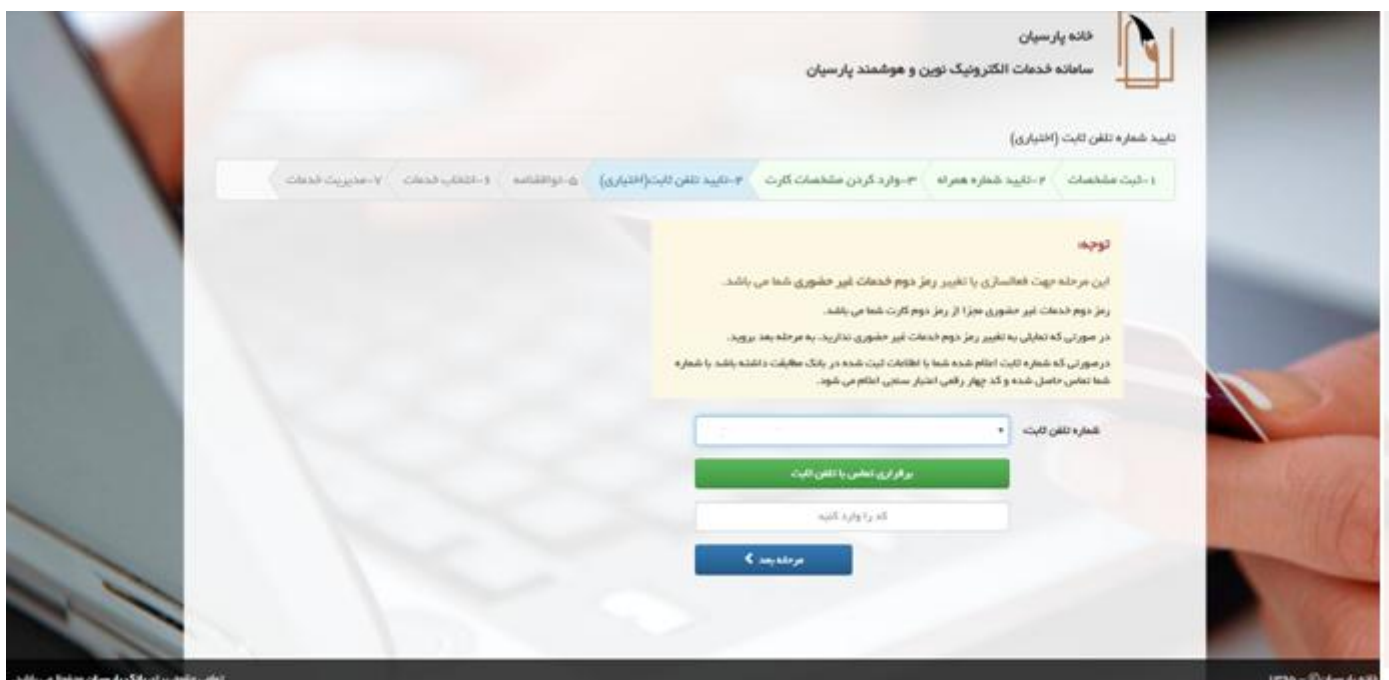 خانه پارسیان
سامانه خدمات الکترونیک نوین و هوشمند پارسیان
تایید شماره تلفن ثابت (اختیاری)
۱-ثبت مشخصات ۲-تایید شماره همراه ۳-وارد کردن مشخصات کارت ۴-تایید تلفن ثابت(اختیاری) ۵-توافقنامه ۶-انتخاب خدمات ۷-مدیریت خدمات
توجه:
این مرحله جهت فعالسازی یا تغییر رمز دوم خدمات غیر حضوری شما می باشد.
رمز دوم خدمات غیر حضوری مجزا از رمز دوم کارت شما می باشد.
در صورتی که تمایلی به تغییر رمز دوم خدمات غیر حضوری ندارید، به مرحله بعد بروید.
درصورتی که شماره ثابت اعلام شده شما با اطلاعات ثبت شده در بانک مطابقت داشته باشد با شماره
شما تماس حاصل شده و کد چهار رقمی اعتبار سنجی اعلام می شود.
شماره تلفن ثابت:
برقراری تماس با تلفن ثابت
کد را وارد کنید
مرحله بعد